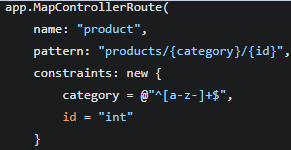 app.MapControllerRoute(
    name: "product",
    pattern: "products/{category}/{id}",
    constraints: new {
        category = @"^[a-z-]+$",
        id = "int"
    }